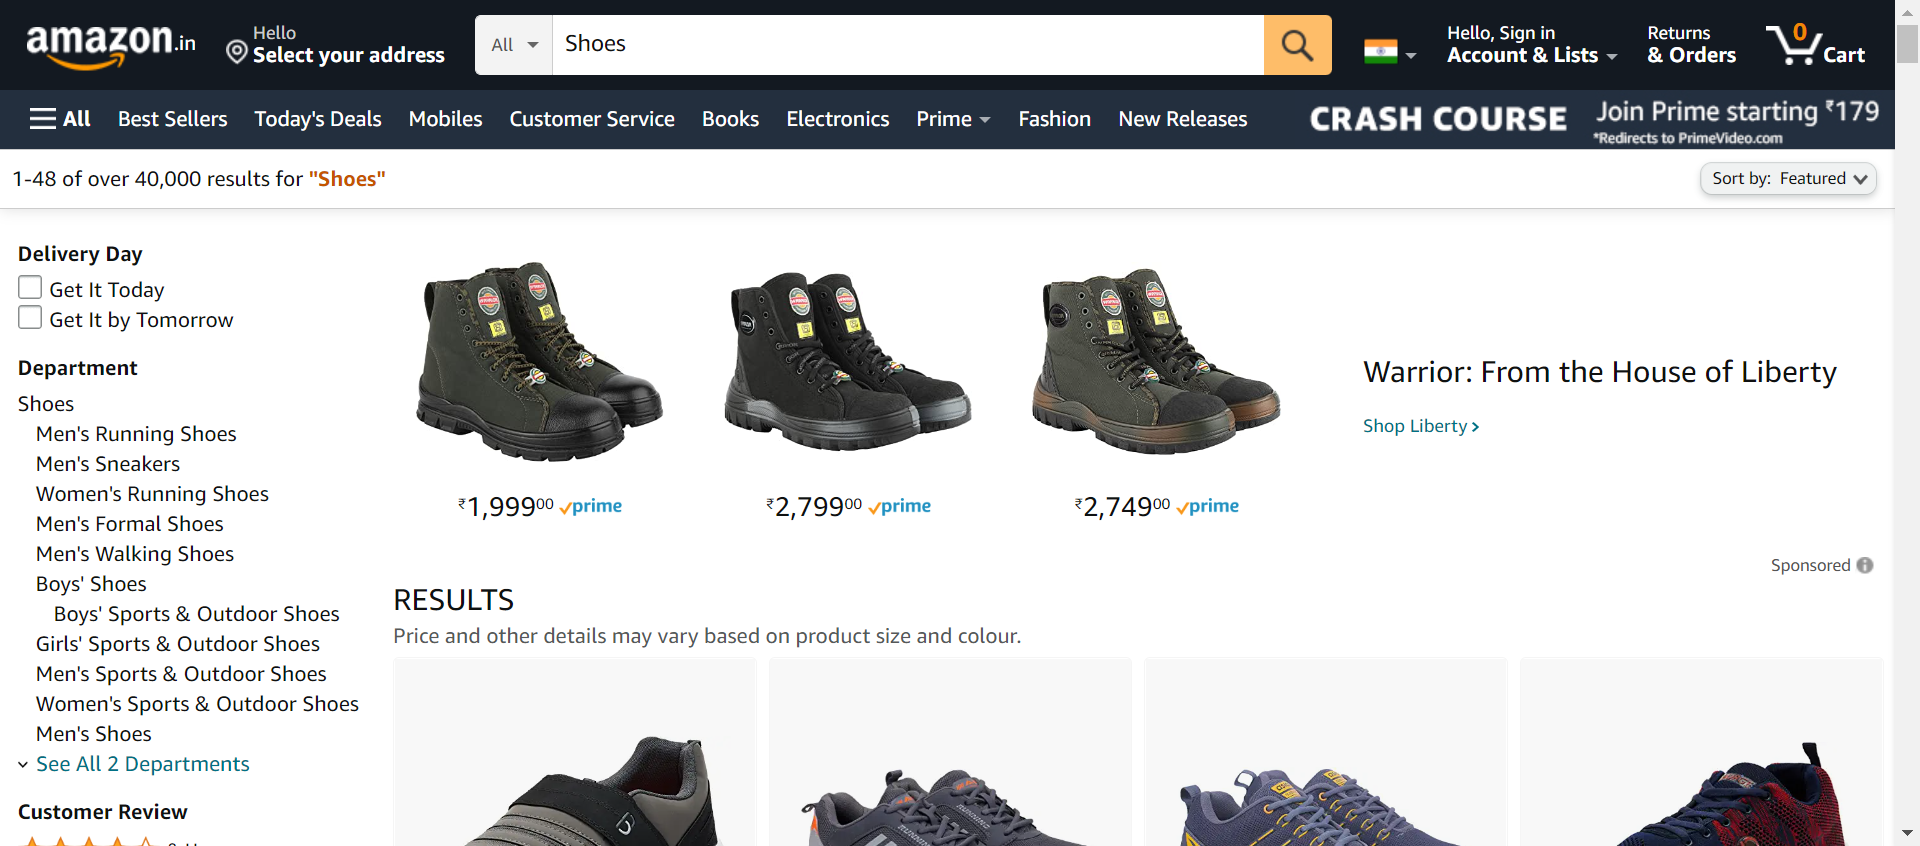 amazon.in
Hello
Select your address
All
Shoes
Hello, Sign in
Account & Lists
Returns
& Orders
0
Cart
All
Best Sellers
Today's Deals
Mobiles
Customer Service
Books
Electronics
Prime
Fashion
New Releases
CRASH COURSE
Join Prime starting ₹179
*Redirects to PrimeVideo.com
1-48 of over 40,000 results for "Shoes"
Sort by: Featured
Delivery Day
Get It Today
Get It by Tomorrow
Department
Shoes
Men's Running Shoes
Men's Sneakers
Women's Running Shoes
Men's Formal Shoes
Men's Walking Shoes
Boys' Shoes
Boys' Sports & Outdoor Shoes
Girls' Sports & Outdoor Shoes
Men's Sports & Outdoor Shoes
Women's Sports & Outdoor Shoes
Men's Shoes
See All 2 Departments
Customer Review
₹1,99900 prime
₹2,79900 prime
₹2,74900 prime
Warrior: From the House of Liberty
Shop Liberty
Sponsored
RESULTS
Price and other details may vary based on product size and colour.
RUNNING